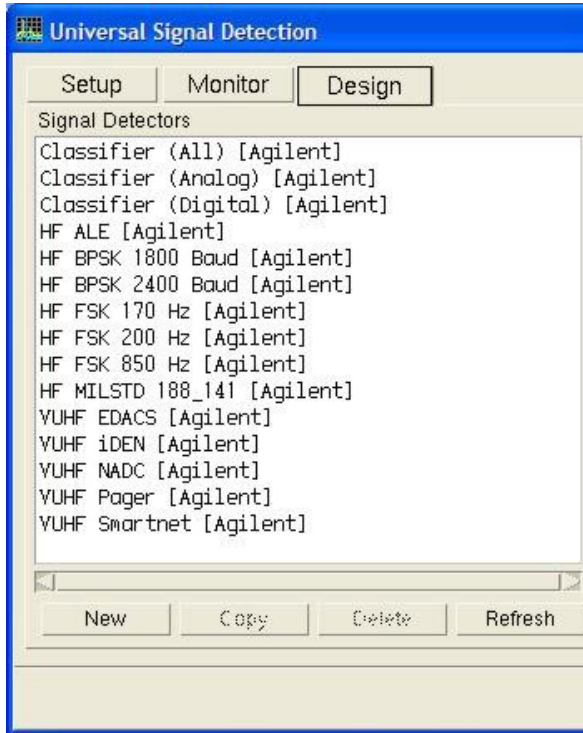 Universal Signal Detection
Setup Monitor Design
Signal Detectors
Classifier (All) [Agilent]
Classifier (Analog) [Agilent]
Classifier (Digital) [Agilent]
HF ALE [Agilent]
HF BPSK 1800 Baud [Agilent]
HF BPSK 2400 Baud [Agilent]
HF FSK 170 Hz [Agilent]
HF FSK 200 Hz [Agilent]
HF FSK 850 Hz [Agilent]
HF MILSTD 188_141 [Agilent]
VUHF EDACS [Agilent]
VUHF iDEN [Agilent]
VUHF NADC [Agilent]
VUHF Pager [Agilent]
VUHF Smartnet [Agilent]
New Copy Delete Refresh